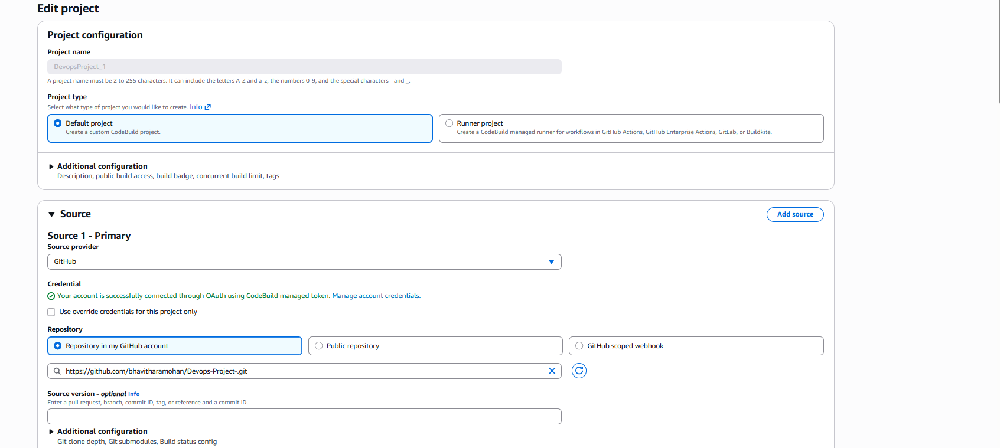 Edit project
Project configuration
Project name
DevopsProject_1
A project name must be 2 to 255 characters. It can include the letters A-Z and a-z, the numbers 0-9, and the special characters - and _.
Project type
Select what type of project you would like to create. Info
Default project
Create a custom CodeBuild project.
Runner project
Create a CodeBuild managed runner for workflows in GitHub Actions, GitHub Enterprise Actions, GitLab, or Buildkite.
Additional configuration
Description, public build access, build badge, concurrent build limit, tags
Source
Add source
Source 1 - Primary
Source provider
GitHub
Credential
Your account is successfully connected through OAuth using CodeBuild managed token. Manage account credentials.
Use override credentials for this project only
Repository
Repository in my GitHub account
Public repository
GitHub scoped webhook
https://github.com/bhavitharamohan/Devops-Project-.git
Source version - optional Info
Enter a pull request, branch, commit ID, tag, or reference and a commit ID.
Additional configuration
Git clone depth, Git submodules, Build status config